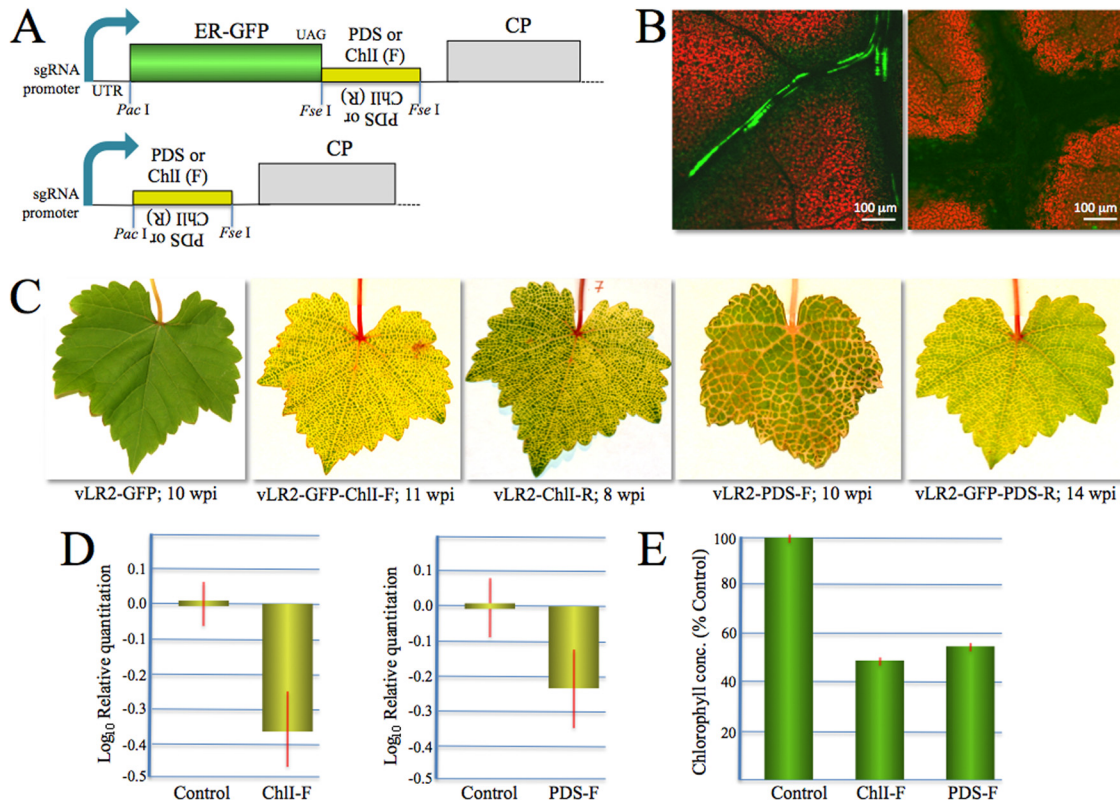 A
ER-GFP
UAG
PDS or
ChlI (F)
CP
sgRNA
promoter
UTR
Pac I
Fse I
PDS or
ChlI (R)
Fse I
PDS or
ChlI (F)
CP
sgRNA
promoter
Pac I
PDS or
ChlI (R)
Fse I
B
100 µm
100 µm
C
7
vLR2-GFP; 10 wpi
vLR2-GFP-ChlI-F; 11 wpi
vLR2-ChlI-R; 8 wpi
vLR2-PDS-F; 10 wpi
vLR2-GFP-PDS-R; 14 wpi
D
Log10 Relative quantitation
0.1
0.0
-0.1
-0.2
-0.3
-0.4
-0.5
Control
ChlI-F
Log10 Relative quantitation
0.1
0.0
-0.1
-0.2
-0.3
-0.4
-0.5
Control
PDS-F
E
Chlorophyll conc. (% Control)
100
80
60
40
20
Control
ChlI-F
PDS-F